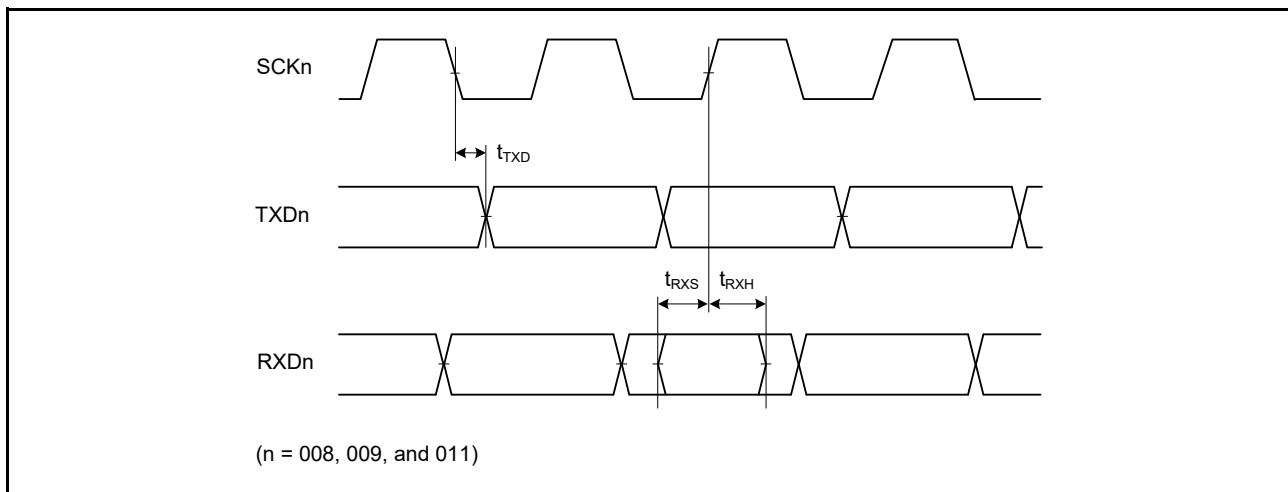 SCKn
tTXD
TXDn
tRXS tRXH
RXDn
(n = 008, 009, and 011)